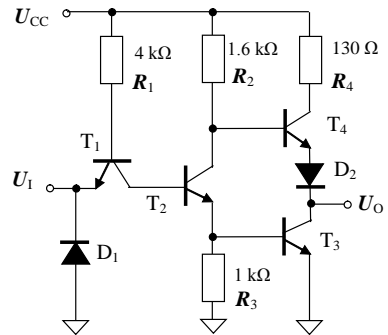 U_CC
4 kΩ
R_1
1.6 kΩ
R_2
130 Ω
R_4
T_1
T_4
U_I
T_2
D_2
U_O
D_1
T_3
1 kΩ
R_3